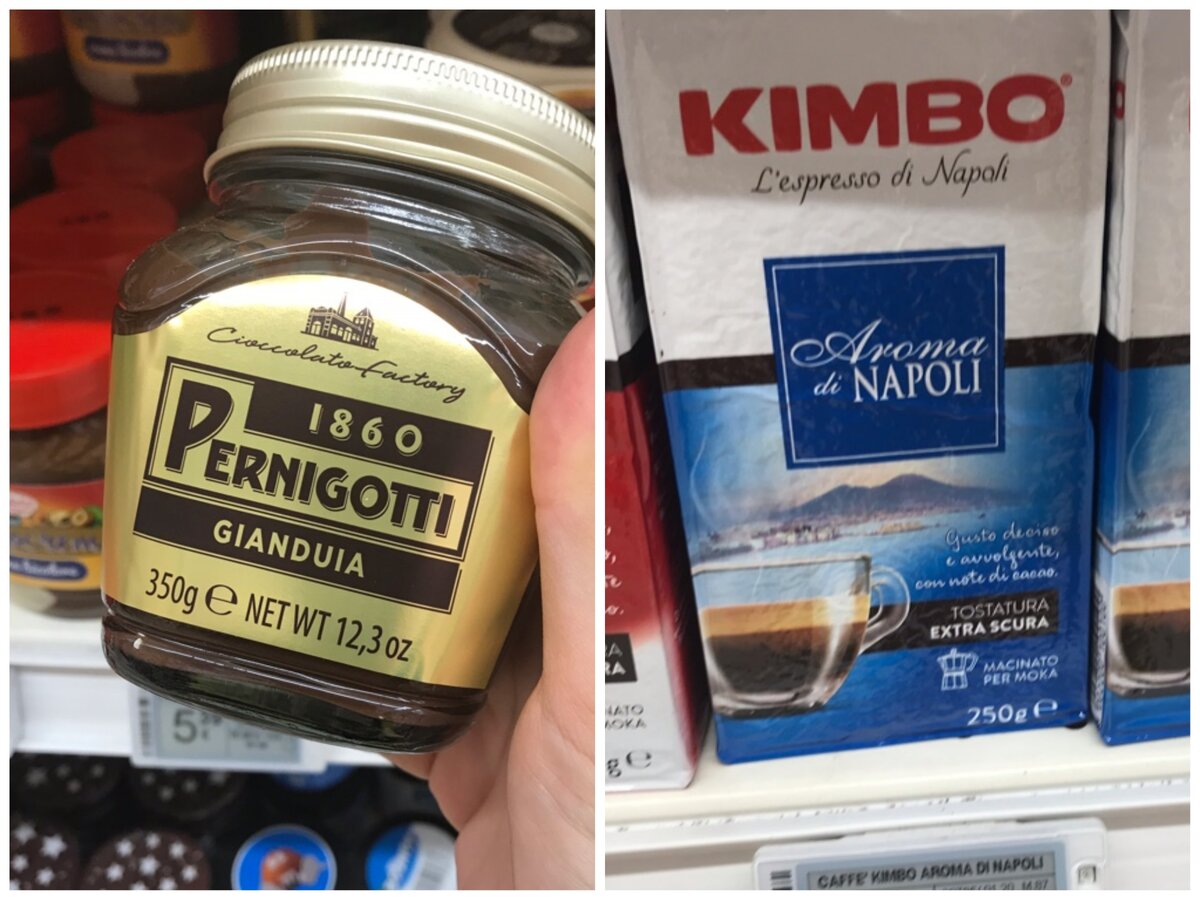 Cioccolato Factory
1860
PERNIGOTTI
GIANDUIA
350g ℮ NET WT 12,3 oz
5
KIMBO®
L'espresso di Napoli
Aroma
di NAPOLI
Gusto deciso
e avvolgente,
con note di cacao.
TOSTATURA
EXTRA SCURA
MACINATO
PER MOKA
250g ℮
CAFFE' KIMBO AROMA DI NAPOLI